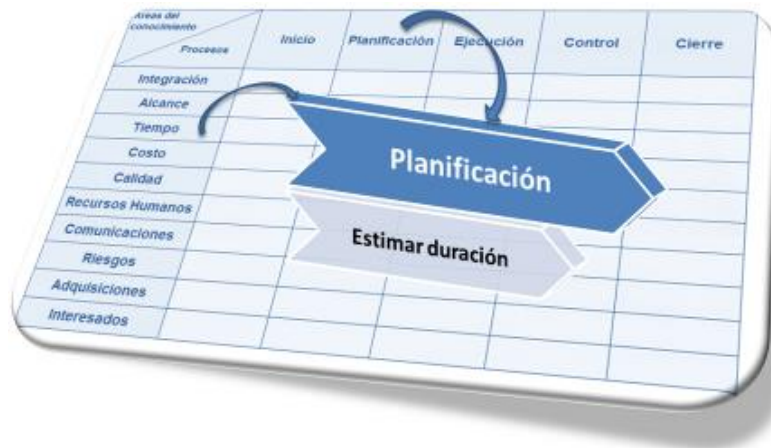 Áreas del
conocimiento
Procesos
Inicio
Planificación
Ejecución
Control
Cierre
Integración
Alcance
Tiempo
Costo
Calidad
Recursos Humanos
Comunicaciones
Riesgos
Adquisiciones
Interesados
Planificación
Estimar duración